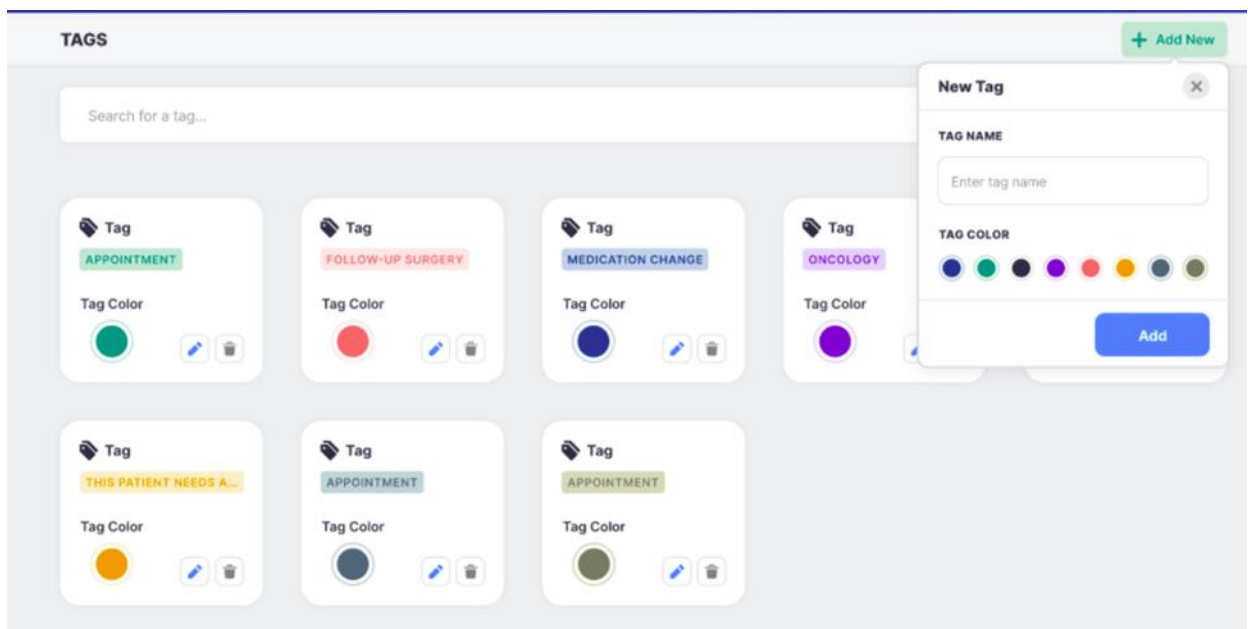 TAGS
+ Add New
Search for a tag...
New Tag
TAG NAME
Enter tag name
TAG COLOR
Add
Tag
APPOINTMENT
Tag Color
Tag
FOLLOW-UP SURGERY
Tag Color
Tag
MEDICATION CHANGE
Tag Color
Tag
ONCOLOGY
Tag Color
Tag
THIS PATIENT NEEDS A...
Tag Color
Tag
APPOINTMENT
Tag Color
Tag
APPOINTMENT
Tag Color